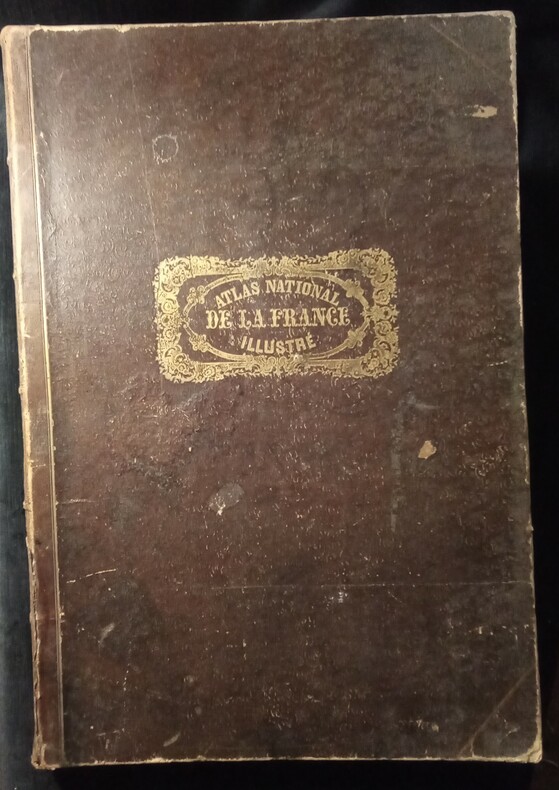 ATLAS NATIONAL
DE LA FRANCE
ILLUSTRÉ